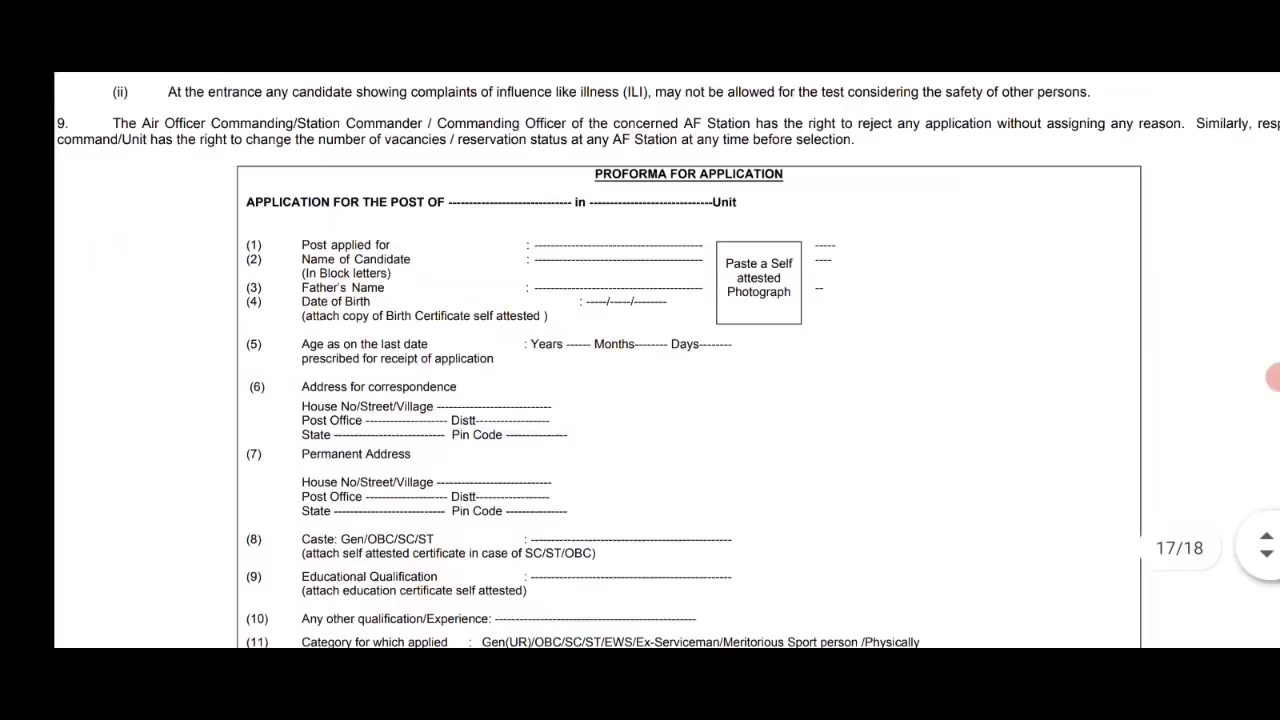 (ii) At the entrance any candidate showing complaints of influence like illness (ILI), may not be allowed for the test considering the safety of other persons.
9. The Air Officer Commanding/Station Commander / Commanding Officer of the concerned AF Station has the right to reject any application without assigning any reason. Similarly, resp
command/Unit has the right to change the number of vacancies / reservation status at any AF Station at any time before selection.
PROFORMA FOR APPLICATION
APPLICATION FOR THE POST OF ------------------------------ in ------------------------------Unit
(1) Post applied for : ----------------------------------------- -----
(2) Name of Candidate : ----------------------------------------- ----
(In Block letters)
(3) Father's Name : ----------------------------------------- --
(4) Date of Birth : -----/-----/--------
(attach copy of Birth Certificate self attested )
Paste a Self
attested
Photograph
(5) Age as on the last date : Years ------ Months-------- Days--------
prescribed for receipt of application
(6) Address for correspondence
House No/Street/Village ----------------------------
Post Office -------------------- Distt------------------
State --------------------------- Pin Code ---------------
(7) Permanent Address
House No/Street/Village ----------------------------
Post Office -------------------- Distt------------------
State --------------------------- Pin Code ---------------
(8) Caste: Gen/OBC/SC/ST : -------------------------------------------------
(attach self attested certificate in case of SC/ST/OBC)
(9) Educational Qualification : -------------------------------------------------
(attach education certificate self attested)
(10) Any other qualification/Experience: -------------------------------------------------
(11) Category for which applied : Gen(UR)/OBC/SC/ST/EWS/Ex-Serviceman/Meritorious Sport person /Physically
17/18